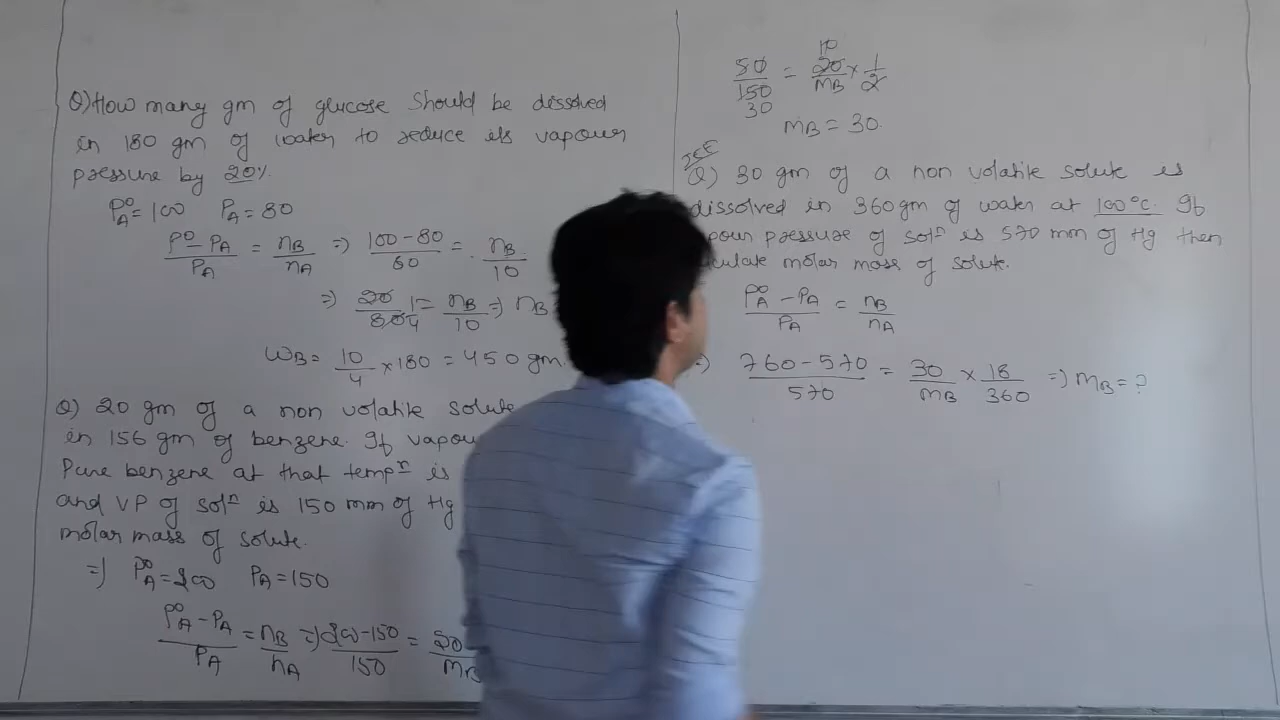 Q) How many gm of glucose should be dissolved
in 180 gm of water to reduce its vapour
pressure by 20%.
P°A = 100 PA = 80
P° - PA / PA = nB / nA => 100 - 80 / 80 = nB / 10
=> 20 / 80 4 1 = nB / 10 => nB
WB = 10 / 4 × 180 = 450 gm.
Q) 20 gm of a non volatile solute
in 156 gm of benzene. If
Pure benzene at that tempn is
and VP of soln is 150 mm of Hg
molar mass of solute.
=> P°A = 200 PA = 150
P°A - PA / PA = nB / nA => 200 - 150 / 150 = 20 / MB
50 / 150 30 = 20 10 / MB × 1 / 2
MB = 30.
JEE
Q) 30 gm of a non volatile solute is
dissolved in 360 gm of water at 100°C. If
pressure of soln is 570 mm of Hg then
molar mass of solute.
P°A - PA / PA = nB / nA
760 - 570 / 570 = 30 / MB × 18 / 360 => MB = ?